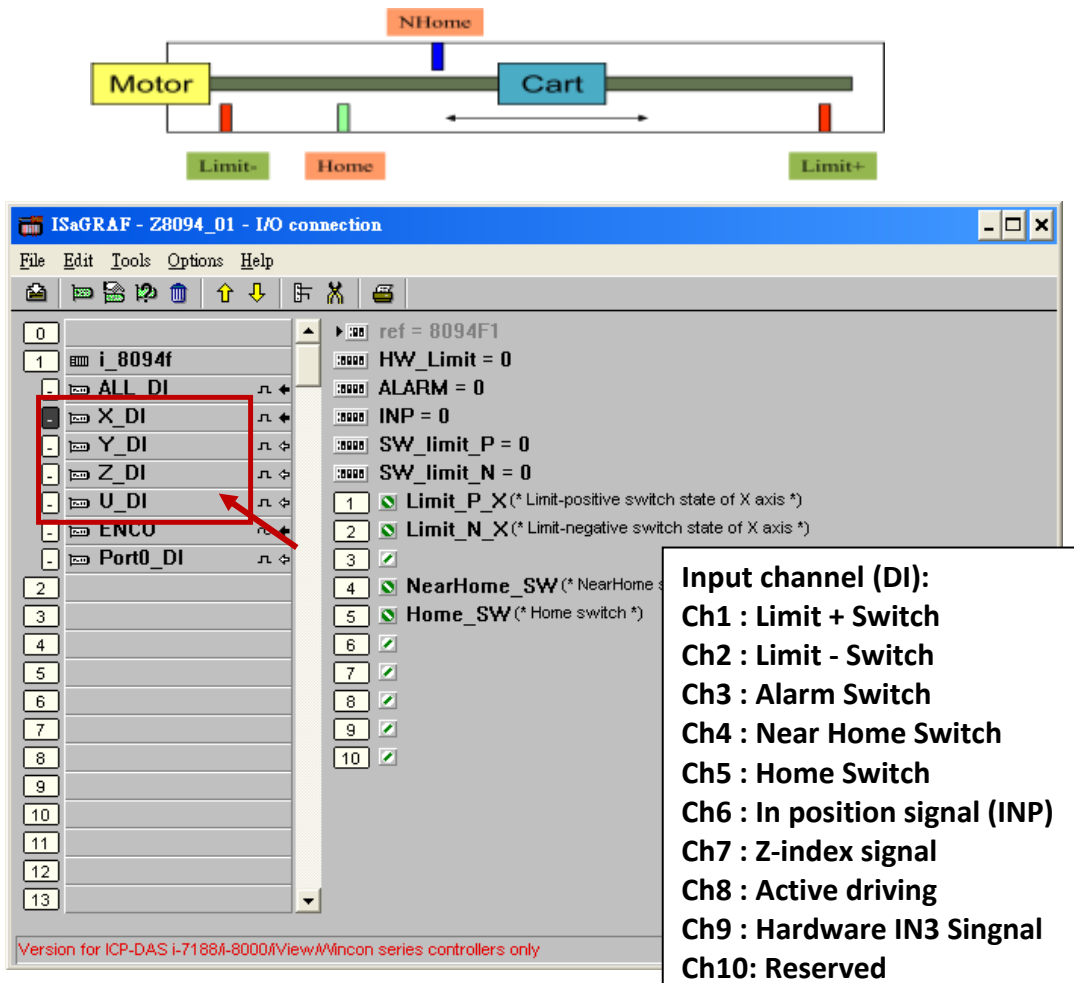 NHome
Motor
Cart
Limit-
Home
Limit+
ISaGRAF - Z8094_01 - I/O connection
File Edit Tools Options Help
0
1 i_8094f
- ALL_DI
- X_DI
- Y_DI
- Z_DI
- U_DI
- ENCO
- Port0_DI
2
3
4
5
6
7
8
9
10
11
12
13
ref = 8094F1
HW_Limit = 0
ALARM = 0
INP = 0
SW_limit_P = 0
SW_limit_N = 0
1 Limit_P_X (* Limit-positive switch state of X axis *)
2 Limit_N_X (* Limit-negative switch state of X axis *)
3
4 NearHome_SW (* NearHome
5 Home_SW (* Home switch *)
6
7
8
9
10
Input channel (DI):
Ch1 : Limit + Switch
Ch2 : Limit - Switch
Ch3 : Alarm Switch
Ch4 : Near Home Switch
Ch5 : Home Switch
Ch6 : In position signal (INP)
Ch7 : Z-index signal
Ch8 : Active driving
Ch9 : Hardware IN3 Singnal
Ch10: Reserved
Version for ICP-DAS i-7188/i-8000/iView/Wincon series controllers only